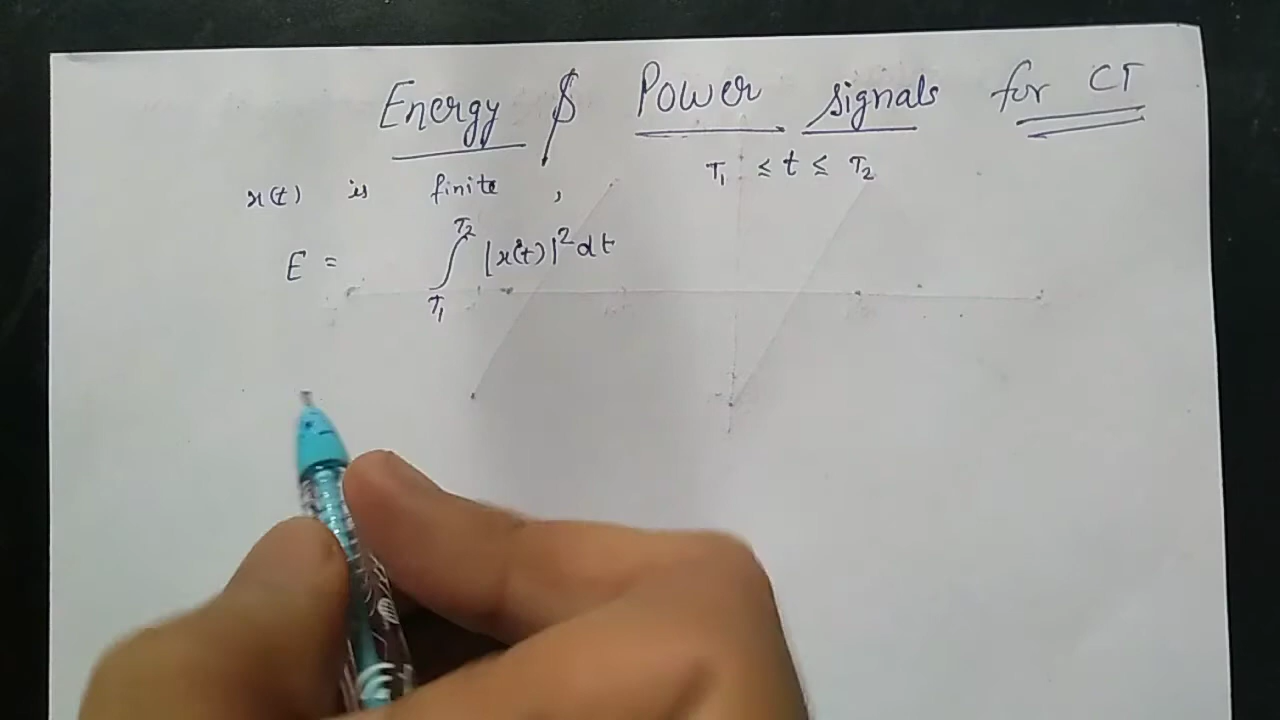 Energy & Power signals for CT
x(t) is finite , T₁ ≤ t ≤ T₂
E = ∫_{T₁}^{T₂} |x(t)|² dt